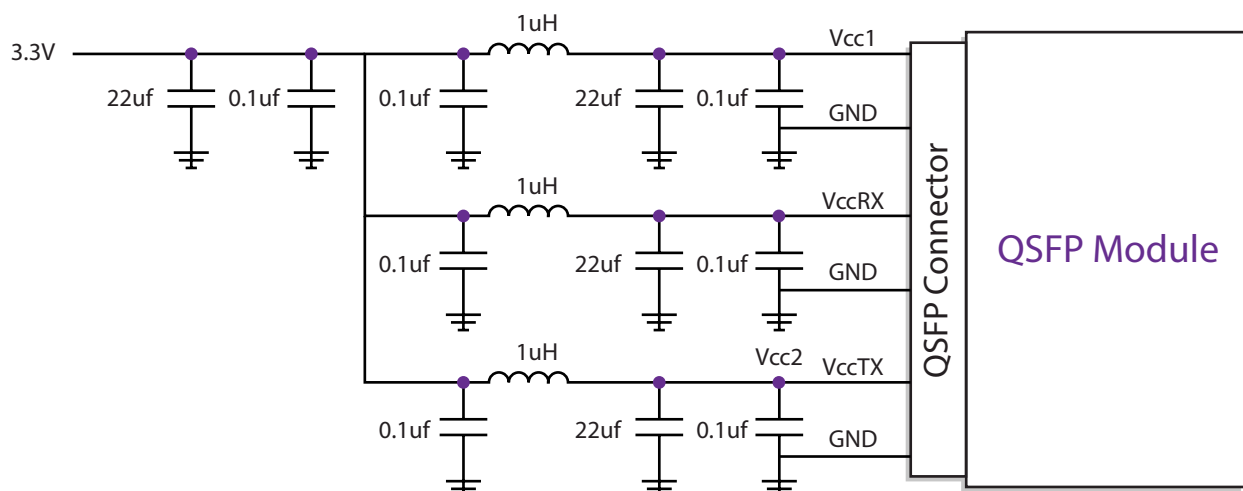 1uH
3.3V
Vcc1
22uf
0.1uf
0.1uf
22uf
0.1uf
GND
1uH
VccRX
0.1uf
22uf
0.1uf
GND
1uH
Vcc2
VccTX
0.1uf
22uf
0.1uf
GND
QSFP Connector
QSFP Module